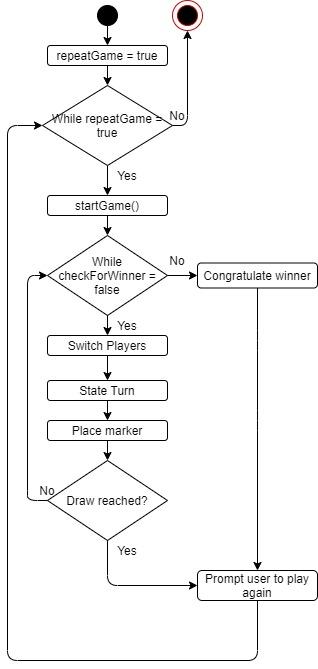 repeatGame = true
While repeatGame =
true
No
Yes
startGame()
While
checkForWinner =
false
No
Congratulate winner
Yes
Switch Players
State Turn
Place marker
No
Draw reached?
Yes
Prompt user to play
again